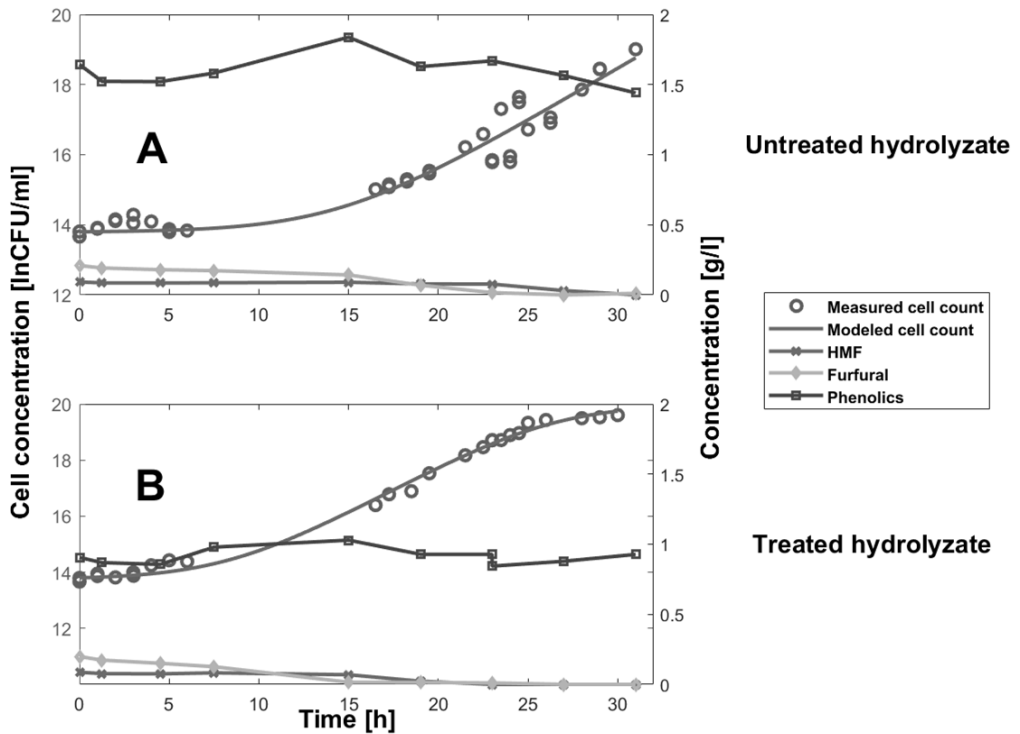 20
18
16
14
12
2
1.5
1
0.5
0
A
Untreated hydrolyzate
0 5 10 15 20 25 30
Cell concentration [lnCFU/ml]
Concentration [g/l]
Measured cell count
Modeled cell count
HMF
Furfural
Phenolics
20
18
16
14
12
2
1.5
1
0.5
0
B
Treated hydrolyzate
0 5 10 15 20 25 30
Time [h]